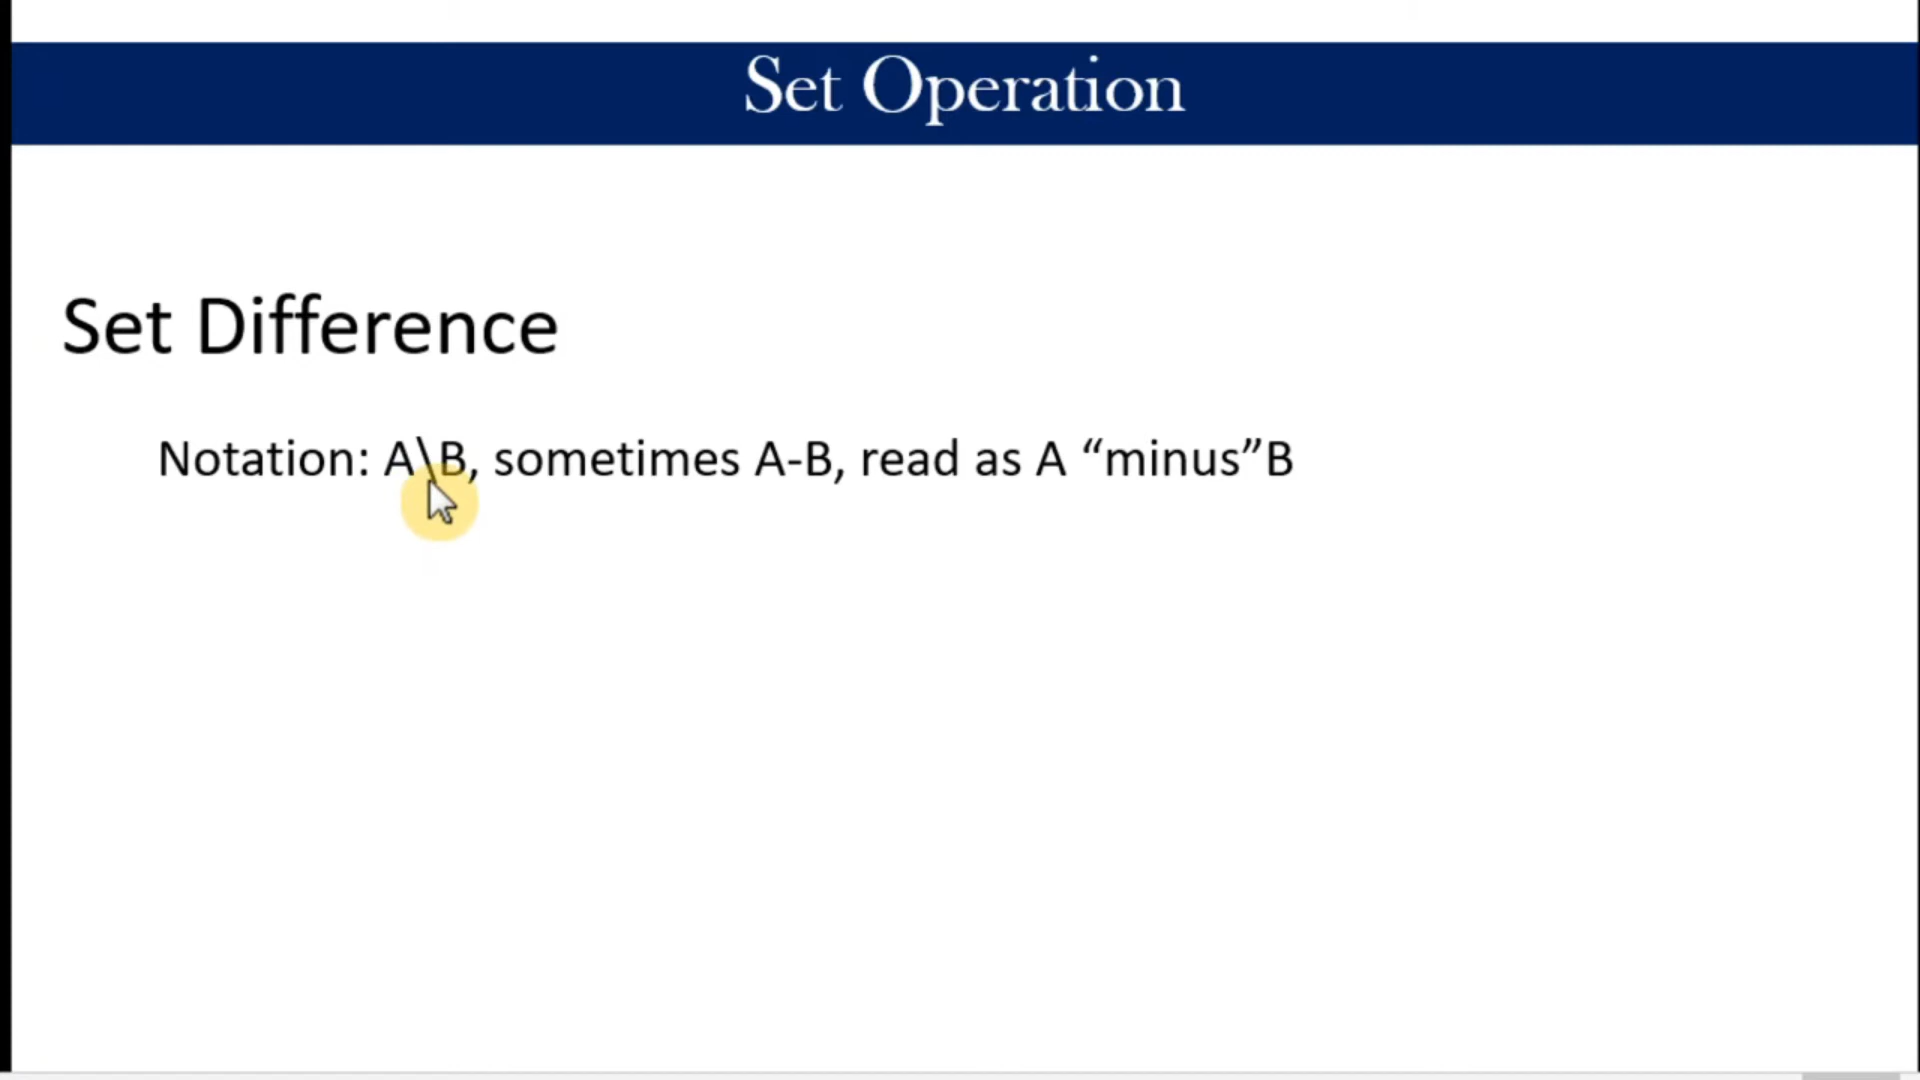 Set Operation
Set Difference
Notation: A\B, sometimes A-B, read as A “minus”B